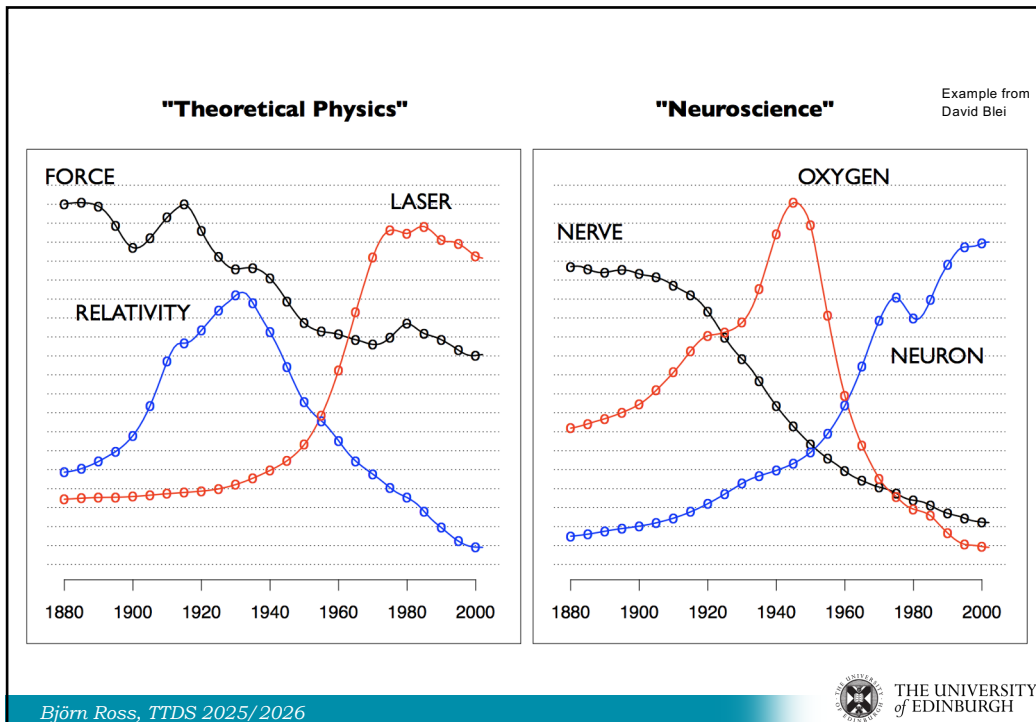 "Theoretical Physics"
"Neuroscience"
Example from
David Blei
FORCE
LASER
RELATIVITY
1880 1900 1920 1940 1960 1980 2000
OXYGEN
NERVE
NEURON
1880 1900 1920 1940 1960 1980 2000
Björn Ross, TTDS 2025/2026
THE UNIVERSITY
of EDINBURGH